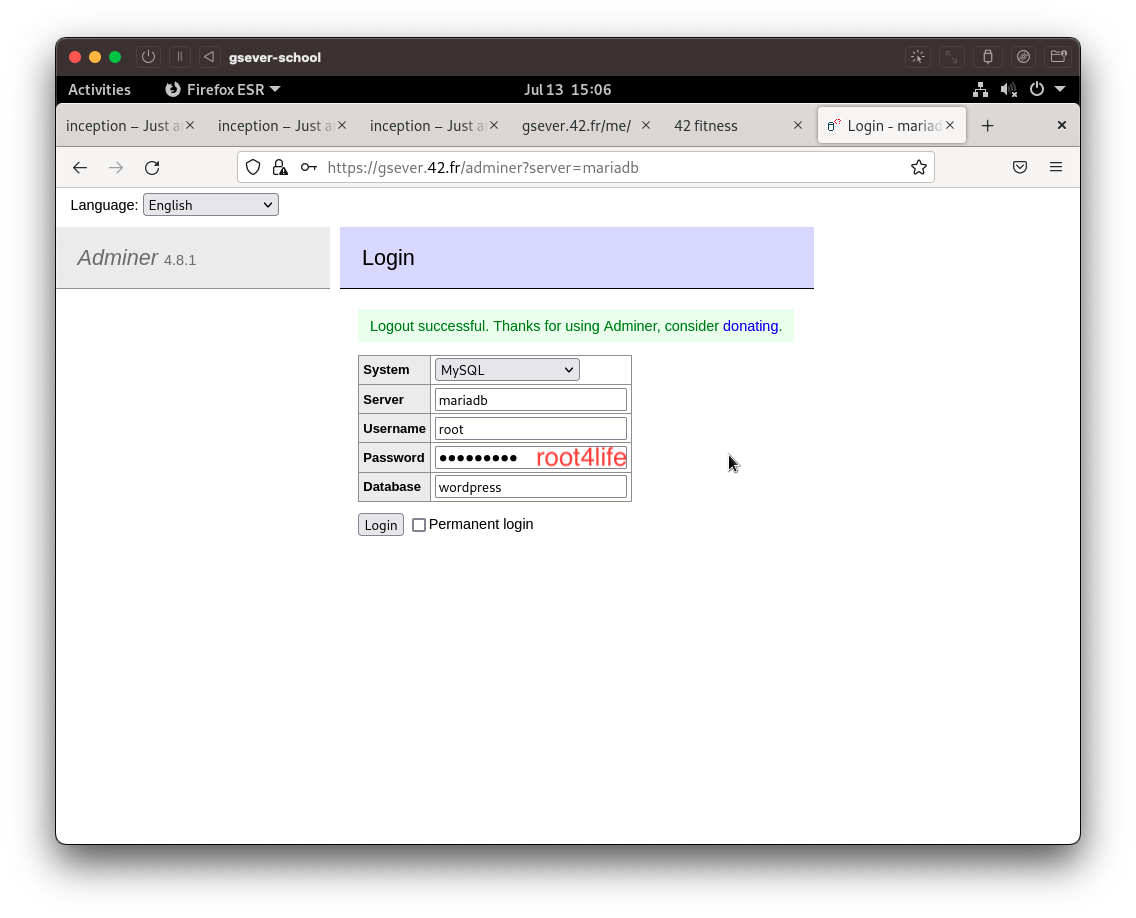 gsever-school
Activities Firefox ESR Jul 13 15:06
inception – Just a inception – Just a inception – Just a gsever.42.fr/me/ 42 fitness Login - mariad
https://gsever.42.fr/adminer?server=mariadb
Language: English
Adminer 4.8.1
Login
Logout successful. Thanks for using Adminer, consider donating.
System MySQL
Server mariadb
Username root
Password ●●●●●●●●● root4life
Database wordpress
Login Permanent login